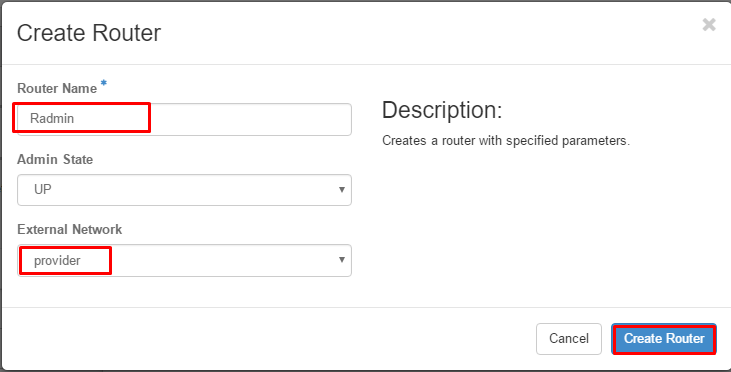 Create Router
×
Router Name *
Radmin
Admin State
UP
External Network
provider
Description:
Creates a router with specified parameters.
Cancel
Create Router